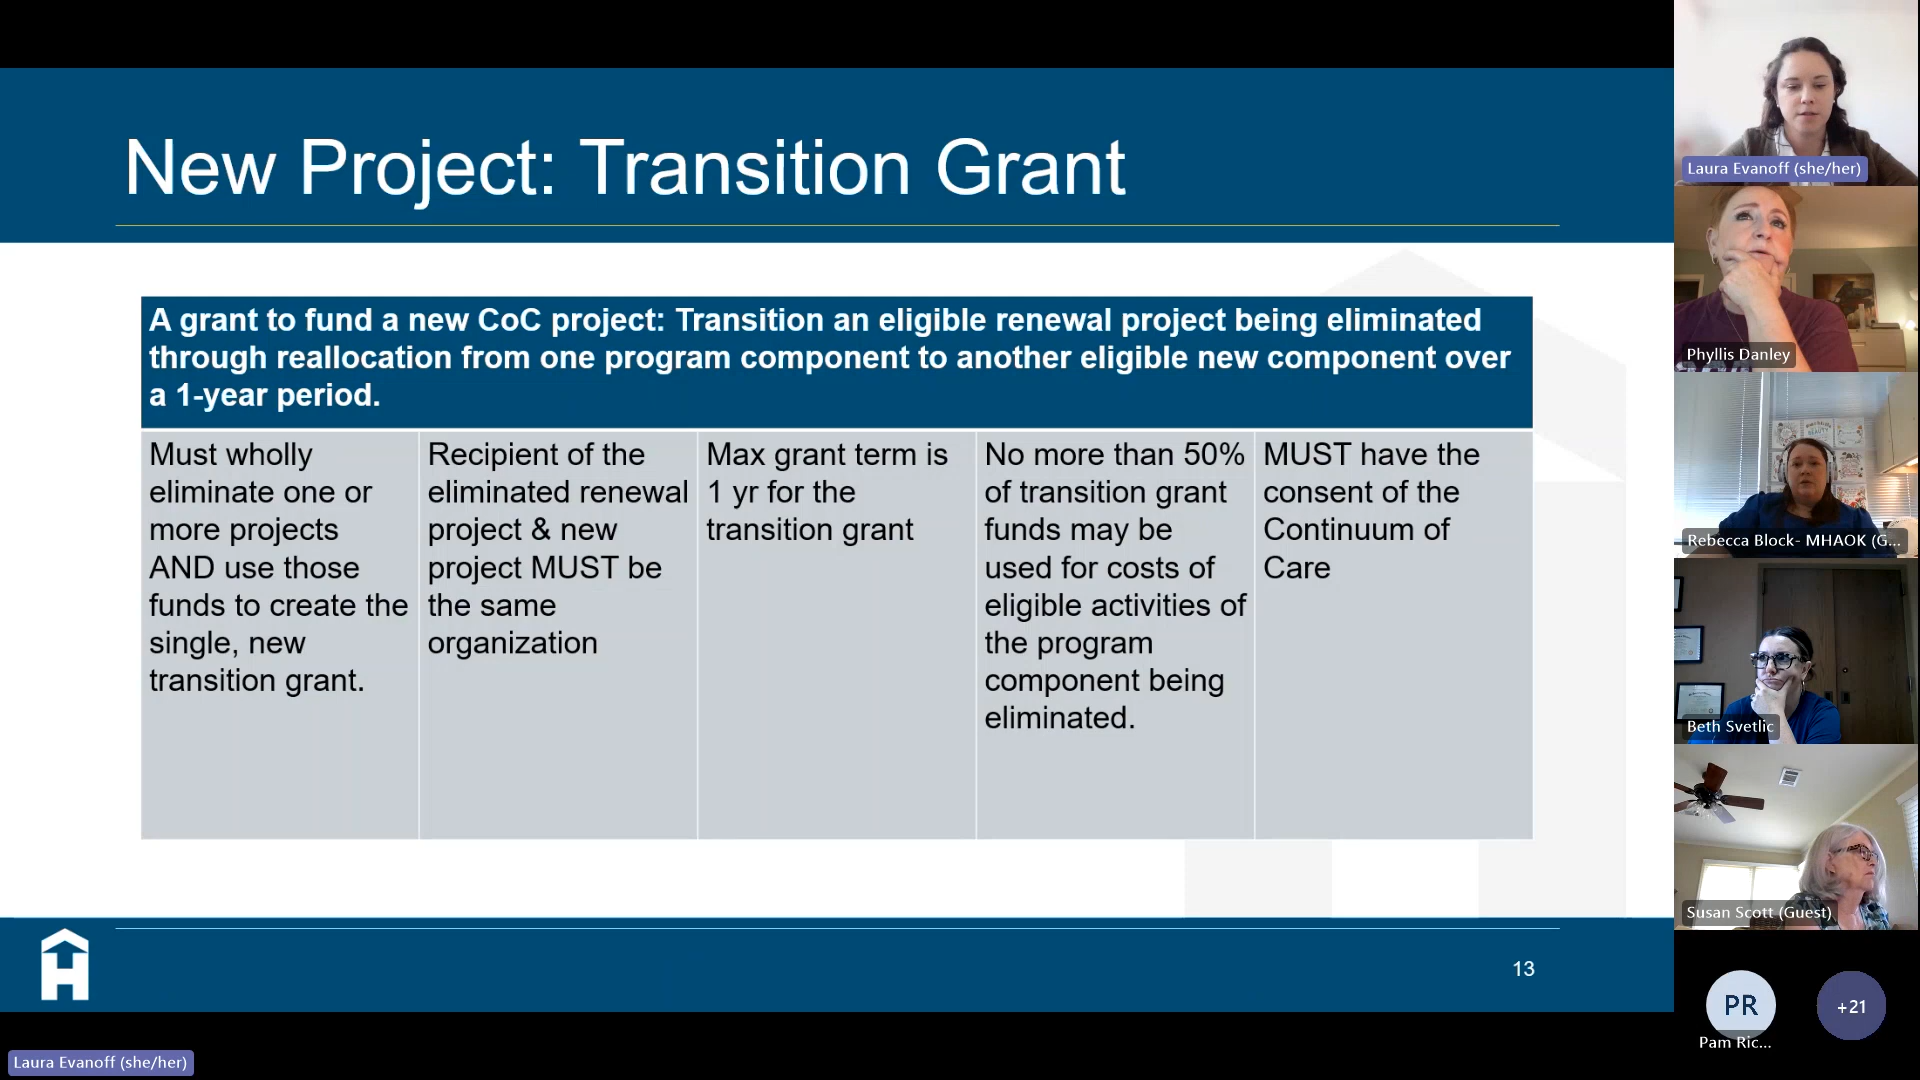 New Project: Transition Grant
A grant to fund a new CoC project: Transition an eligible renewal project being eliminated
through reallocation from one program component to another eligible new component over
a 1-year period.
Must wholly
eliminate one or
more projects
AND use those
funds to create the
single, new
transition grant.
Recipient of the
eliminated renewal
project & new
project MUST be
the same
organization
Max grant term is
1 yr for the
transition grant
No more than 50%
of transition grant
funds may be
used for costs of
eligible activities of
the program
component being
eliminated.
MUST have the
consent of the
Continuum of
Care
13
Laura Evanoff (she/her)
Laura Evanoff (she/her)
Phyllis Danley
Rebecca Block- MHAOK (G...
Beth Svetlic
Susan Scott (Guest)
PR
Pam Ric...
+21